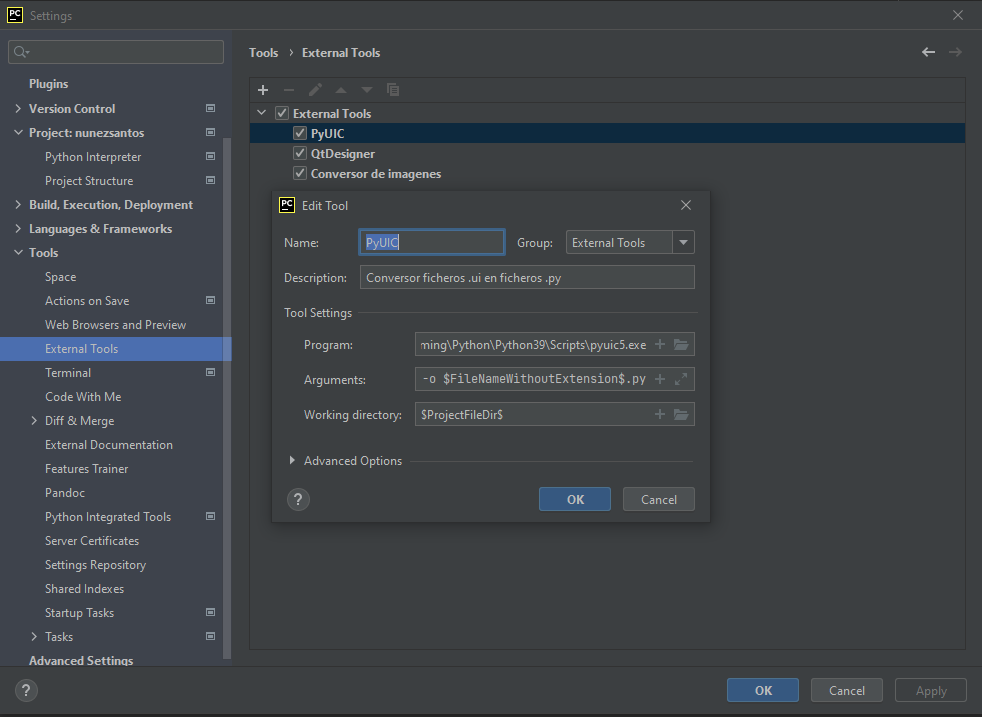 PC Settings
Tools › External Tools
Plugins
Version Control
Project: nunezsantos
Python Interpreter
Project Structure
Build, Execution, Deployment
Languages & Frameworks
Tools
Space
Actions on Save
Web Browsers and Preview
External Tools
Terminal
Code With Me
Diff & Merge
External Documentation
Features Trainer
Pandoc
Python Integrated Tools
Server Certificates
Settings Repository
Shared Indexes
Startup Tasks
Tasks
Advanced Settings
External Tools
PyUIC
QtDesigner
Conversor de imagenes
PC Edit Tool
Name: PyUIC Group: External Tools
Description: Conversor ficheros .ui en ficheros .py
Tool Settings
Program: ming\Python\Python39\Scripts\pyuic5.exe
Arguments: -o $FileNameWithoutExtension$.py
Working directory: $ProjectFileDir$
Advanced Options
? OK Cancel
? OK Cancel Apply